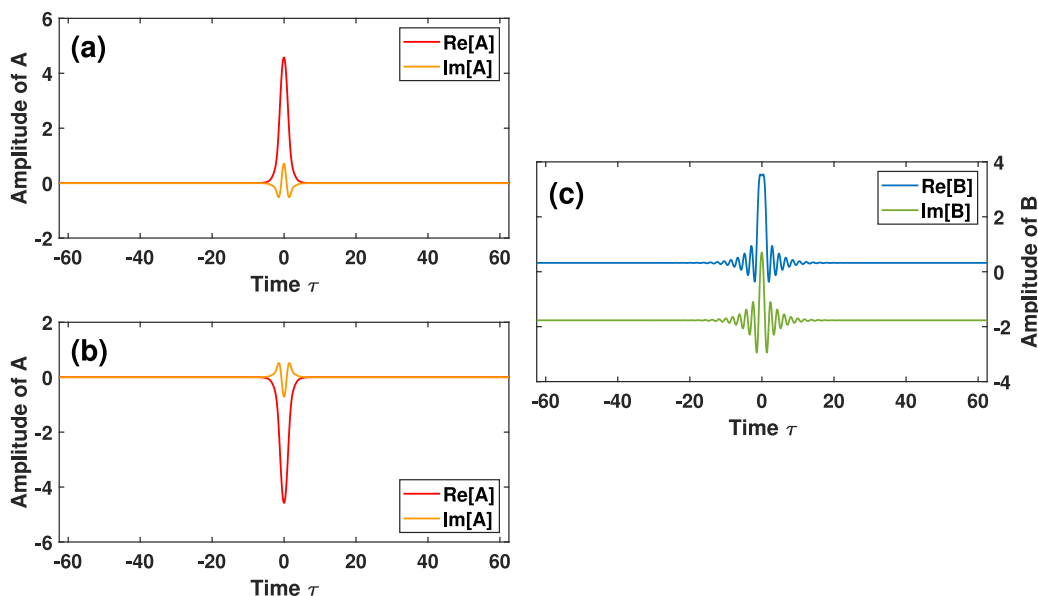 (a)
Re[A]
Im[A]
Amplitude of A
6
4
2
0
-2
-60 -40 -20 0 20 40 60
Time τ
(b)
Re[A]
Im[A]
Amplitude of A
2
0
-2
-4
-6
-60 -40 -20 0 20 40 60
Time τ
(c)
Re[B]
Im[B]
Amplitude of B
4
2
0
-2
-4
-60 -40 -20 0 20 40 60
Time τ